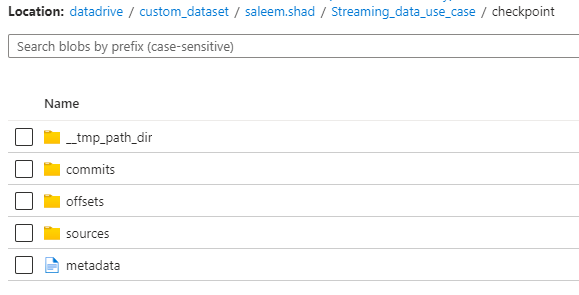 Location: datadrive / custom_dataset / saleem.shad / Streaming_data_use_case / checkpoint
Search blobs by prefix (case-sensitive)
Name
__tmp_path_dir
commits
offsets
sources
metadata